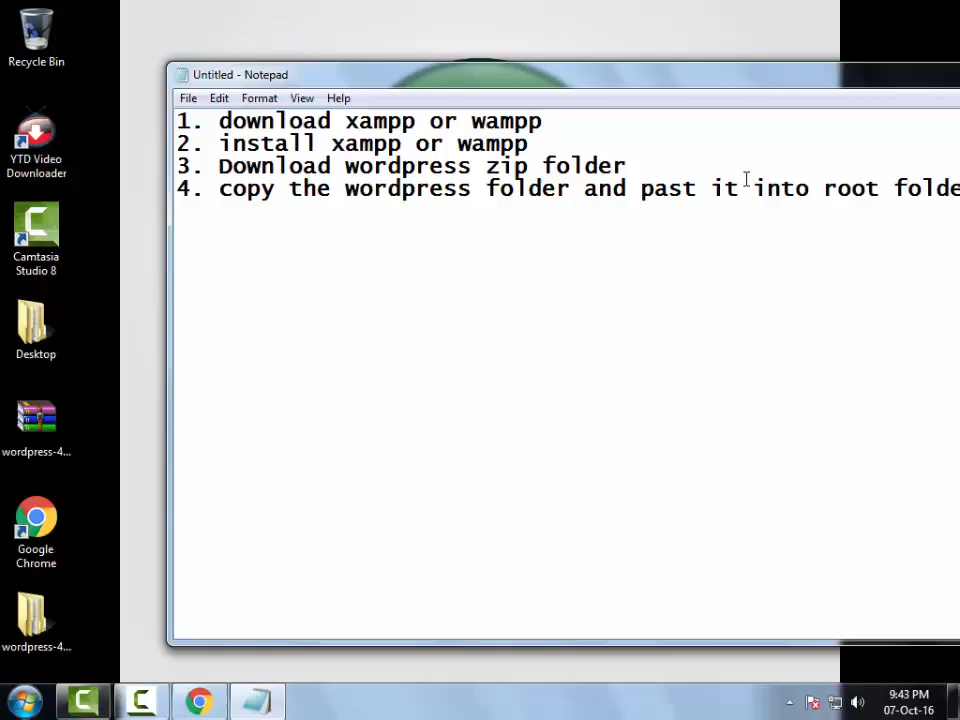 Recycle Bin
YTD Video
Downloader
Camtasia
Studio 8
Desktop
wordpress-4...
Google
Chrome
wordpress-4...
Untitled - Notepad
File Edit Format View Help
1. download xampp or wampp
2. install xampp or wampp
3. Download wordpress zip folder
4. copy the wordpress folder and past it into root folde
9:43 PM
07-Oct-16